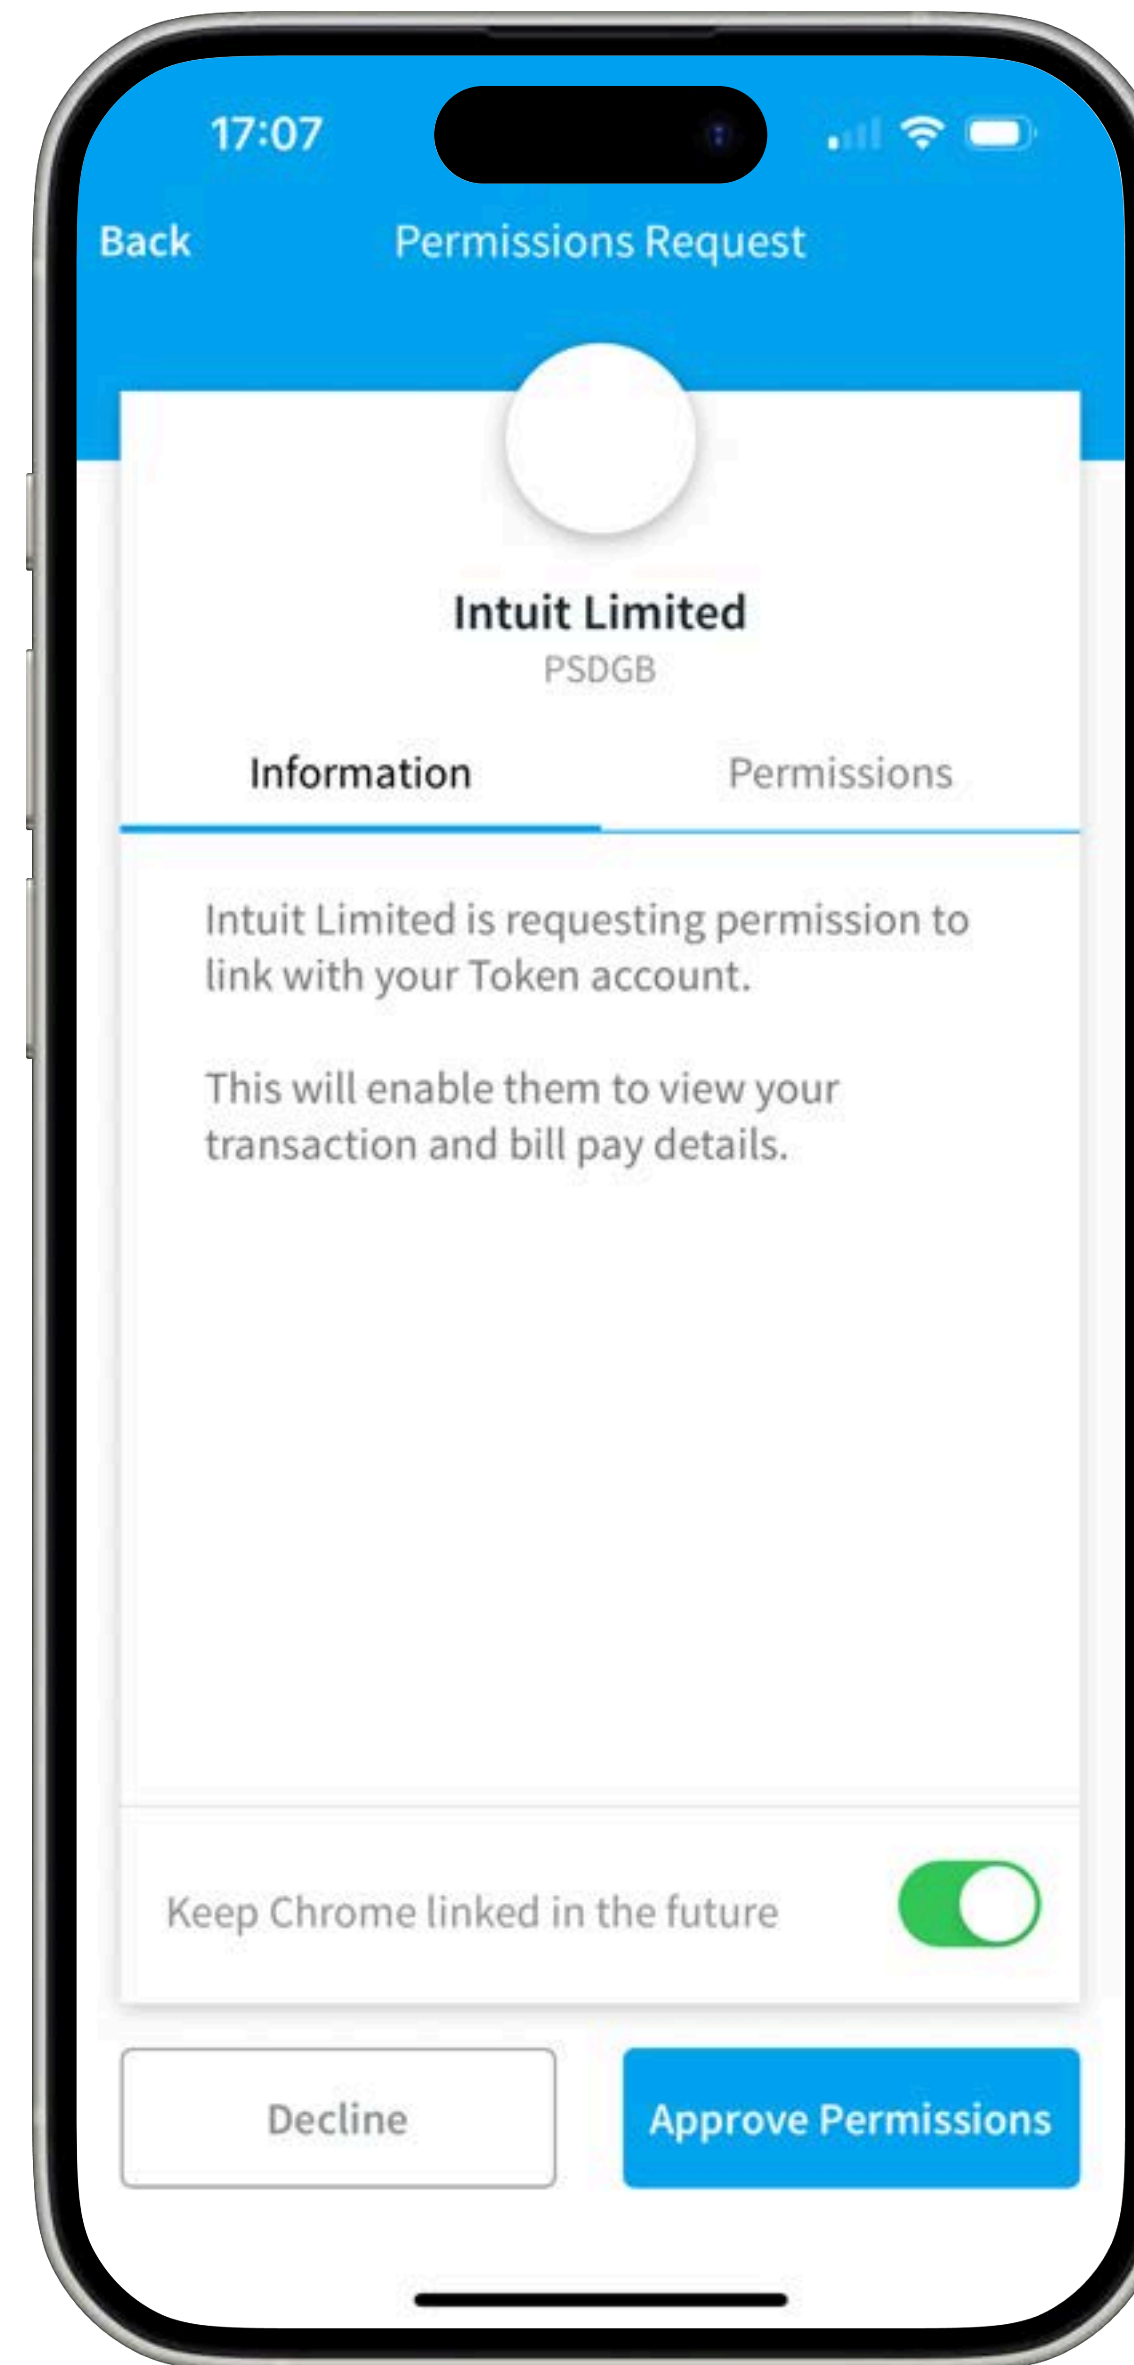 17:07
Back
Permissions Request
Intuit Limited
PSDGB
Information
Permissions
Intuit Limited is requesting permission to
link with your Token account.
This will enable them to view your
transaction and bill pay details.
Keep Chrome linked in the future
Decline
Approve Permissions